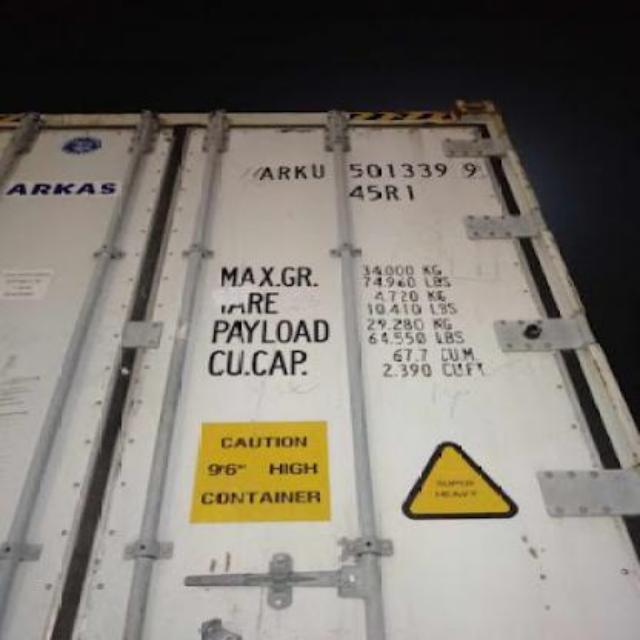 ARKAS
ARKU 501339 9
45R1
MAX.GR. 34.000 KG
74.960 LBS
TARE 4.720 KG
10.410 LBS
PAYLOAD 29.280 KG
64.550 LBS
CU.CAP. 67.7 CU.M.
2.390 CU.FT.
CAUTION
9'6" HIGH
CONTAINER
SUPER
HEAVY